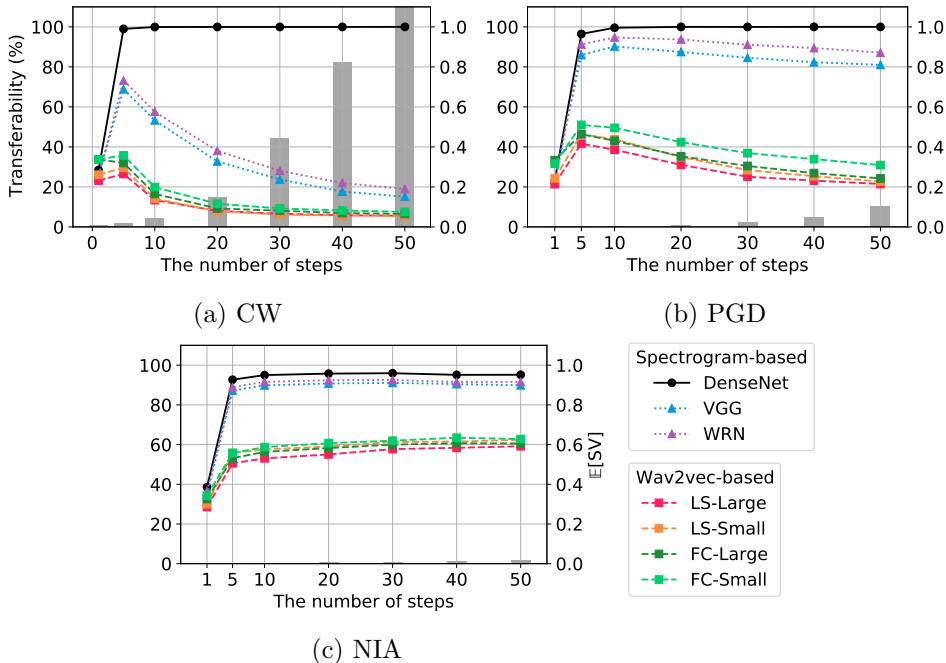 100
80
60
40
20
0
Transferability (%)
1.0
0.8
0.6
0.4
0.2
0.0
0 10 20 30 40 50
The number of steps
(a) CW
100
80
60
40
20
0
1.0
0.8
0.6
0.4
0.2
0.0
1 5 10 20 30 40 50
The number of steps
(b) PGD
100
80
60
40
20
0
1.0
0.8
0.6
0.4
0.2
0.0
𝔼[SV]
1 5 10 20 30 40 50
The number of steps
(c) NIA
Spectrogram-based
DenseNet
VGG
WRN
Wav2vec-based
LS-Large
LS-Small
FC-Large
FC-Small